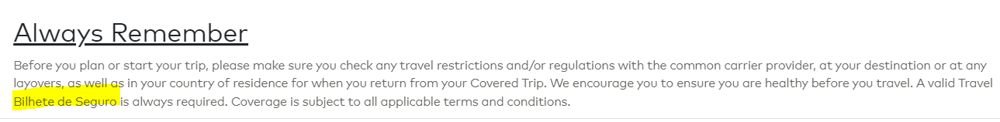 Always Remember
Before you plan or start your trip, please make sure you check any travel restrictions and/or regulations with the common carrier provider, at your destination or at any
layovers, as well as in your country of residence for when you return from your Covered Trip. We encourage you to ensure you are healthy before you travel. A valid Travel
Bilhete de Seguro is always required. Coverage is subject to all applicable terms and conditions.